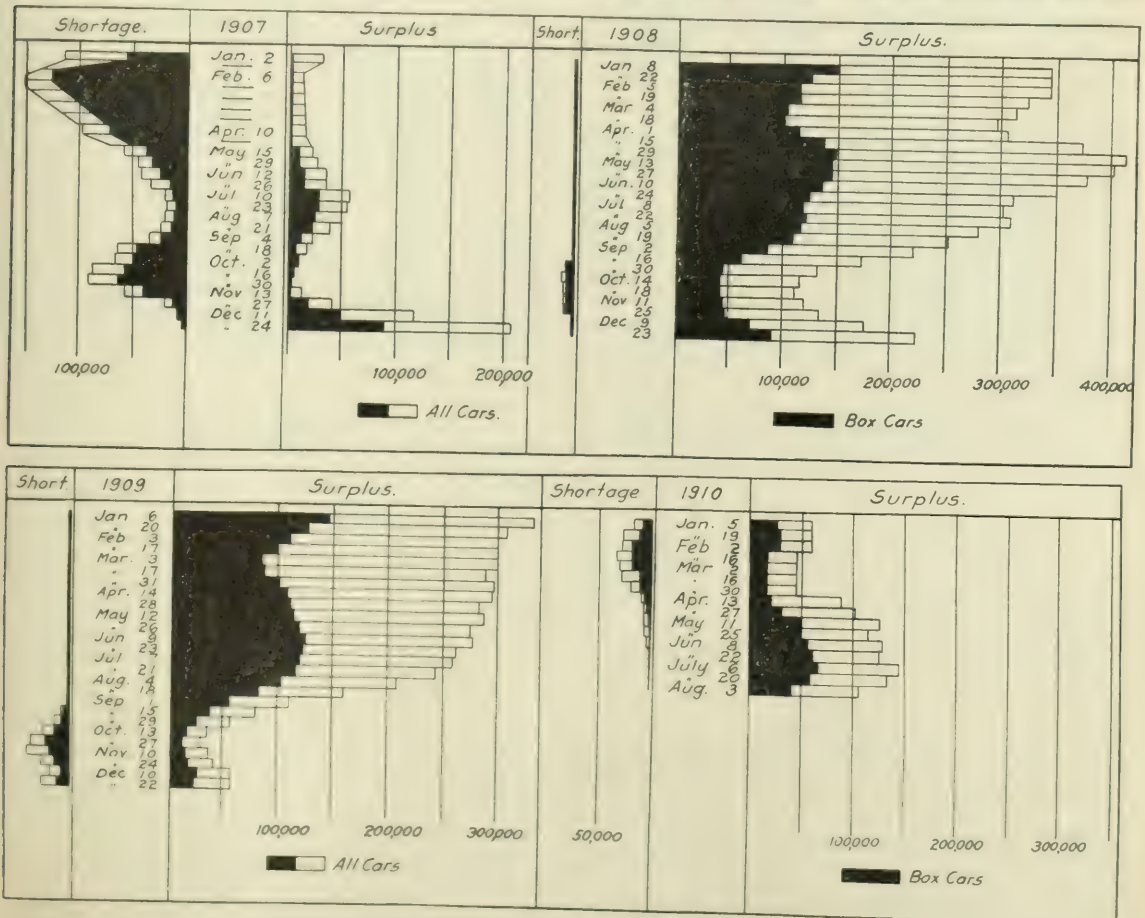 Shortage. 1907 Surplus
Jan. 2
Feb. 6
Apr. 10
May 15
" 29
Jun 12
" 26
Jul 10
" 23
Aug 7
" 21
Sep 4
" 18
Oct. 2
" 16
" 30
Nov 13
" 27
Dec 11
" 24
100,000 100,000 200,000
All Cars.
Short. 1908 Surplus.
Jan 8
" 22
Feb 5
" 19
Mar 4
" 18
Apr. 1
" 15
" 29
May 13
" 27
Jun. 10
" 24
Jul 8
" 22
Aug 5
" 19
Sep 2
" 16
" 30
Oct 14
" 18
Nov 11
" 25
Dec 9
23
100,000 200,000 300,000 400,000
Box Cars
Short. 1909 Surplus.
Jan 6
" 20
Feb 3
" 17
Mar. 3
" 17
" 31
Apr. 14
" 28
May 12
" 26
Jun 9
" 23
Jul
" 21
Aug. 4
" 18
Sep 1
" 15
" 29
Oct. 13
" 27
Nov 10
" 24
Dec 10
" 22
100,000 200,000 300,000
All Cars
Shortage 1910 Surplus.
Jan. 5
" 19
Feb 2
" 16
Mar 2
" 16
" 30
Apr. 13
" 27
May 11
" 25
Jun 8
" 22
July 6
" 20
Aug. 3
50,000 100,000 200,000 300,000
Box Cars